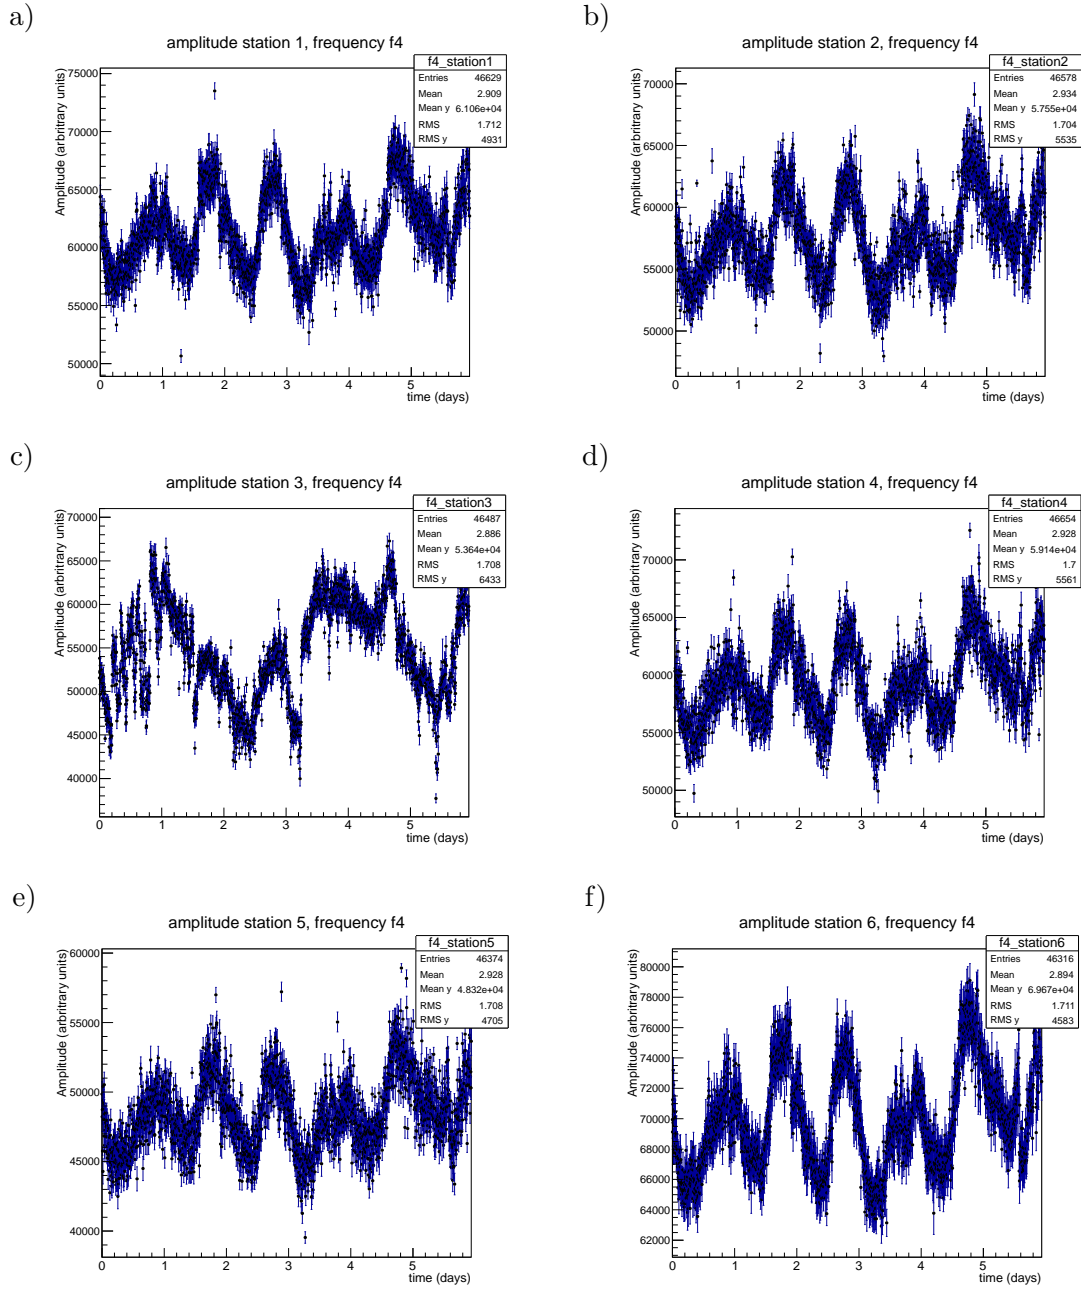 a)
amplitude station 1, frequency f4
f4_station1
Entries 46629
Mean 2.909
Mean y 6.106e+04
RMS 1.712
RMS y 4931
Amplitude (arbritrary units)
75000
70000
65000
60000
55000
50000
0 1 2 3 4 5
time (days)
b)
amplitude station 2, frequency f4
f4_station2
Entries 46578
Mean 2.934
Mean y 5.755e+04
RMS 1.704
RMS y 5535
Amplitude (arbritrary units)
70000
65000
60000
55000
50000
0 1 2 3 4 5
time (days)
c)
amplitude station 3, frequency f4
f4_station3
Entries 46487
Mean 2.886
Mean y 5.364e+04
RMS 1.708
RMS y 6433
Amplitude (arbritrary units)
70000
65000
60000
55000
50000
45000
40000
0 1 2 3 4 5
time (days)
d)
amplitude station 4, frequency f4
f4_station4
Entries 46654
Mean 2.928
Mean y 5.914e+04
RMS 1.7
RMS y 5561
Amplitude (arbritrary units)
70000
65000
60000
55000
50000
0 1 2 3 4 5
time (days)
e)
amplitude station 5, frequency f4
f4_station5
Entries 46374
Mean 2.928
Mean y 4.832e+04
RMS 1.708
RMS y 4705
Amplitude (arbritrary units)
60000
55000
50000
45000
40000
0 1 2 3 4 5
time (days)
f)
amplitude station 6, frequency f4
f4_station6
Entries 46316
Mean 2.894
Mean y 6.967e+04
RMS 1.711
RMS y 4583
Amplitude (arbritrary units)
80000
78000
76000
74000
72000
70000
68000
66000
64000
62000
0 1 2 3 4 5
time (days)